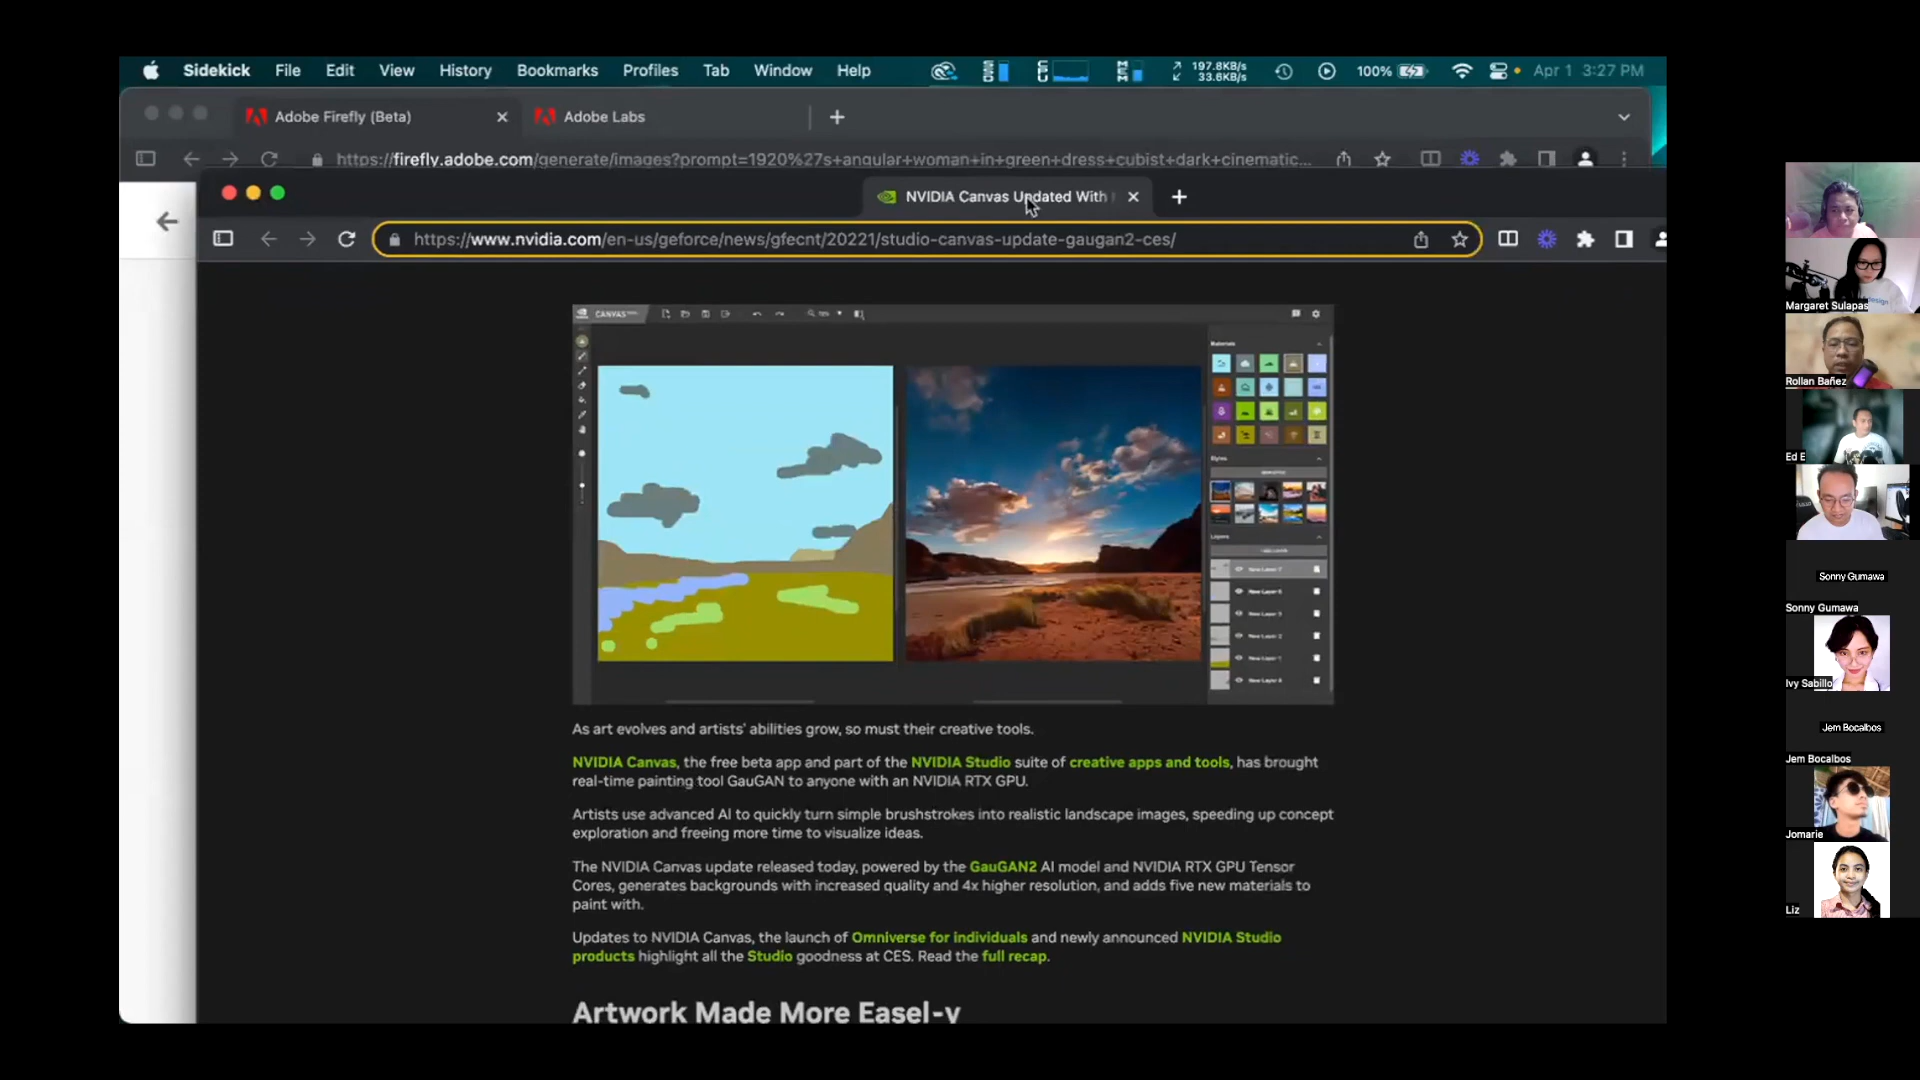 Sidekick File Edit View History Bookmarks Profiles Tab Window Help 197.8KB/s 33.6KB/s 100% Apr 1 3:27 PM
Adobe Firefly (Beta) Adobe Labs
https://firefly.adobe.com/generate/images?prompt=1920%27s+angular+woman+in+green+dress+cubist+dark+cinematic...
NVIDIA Canvas Updated With
https://www.nvidia.com/en-us/geforce/news/gfecnt/20221/studio-canvas-update-gaugan2-ces/
CANVAS
Materials
Styles
Layers
As art evolves and artists' abilities grow, so must their creative tools.
NVIDIA Canvas, the free beta app and part of the NVIDIA Studio suite of creative apps and tools, has brought
real-time painting tool GauGAN to anyone with an NVIDIA RTX GPU.
Artists use advanced AI to quickly turn simple brushstrokes into realistic landscape images, speeding up concept
exploration and freeing more time to visualize ideas.
The NVIDIA Canvas update released today, powered by the GauGAN2 AI model and NVIDIA RTX GPU Tensor
Cores, generates backgrounds with increased quality and 4x higher resolution, and adds five new materials to
paint with.
Updates to NVIDIA Canvas, the launch of Omniverse for individuals and newly announced NVIDIA Studio
products highlight all the Studio goodness at CES. Read the full recap.
Artwork Made More Easel-y
Margaret Sulapas
Rollan Bañez
Ed E
Sonny Gumawa
Sonny Gumawa
Ivy Sabillo
Jem Bocalbos
Jem Bocalbos
Jomarie
Liz